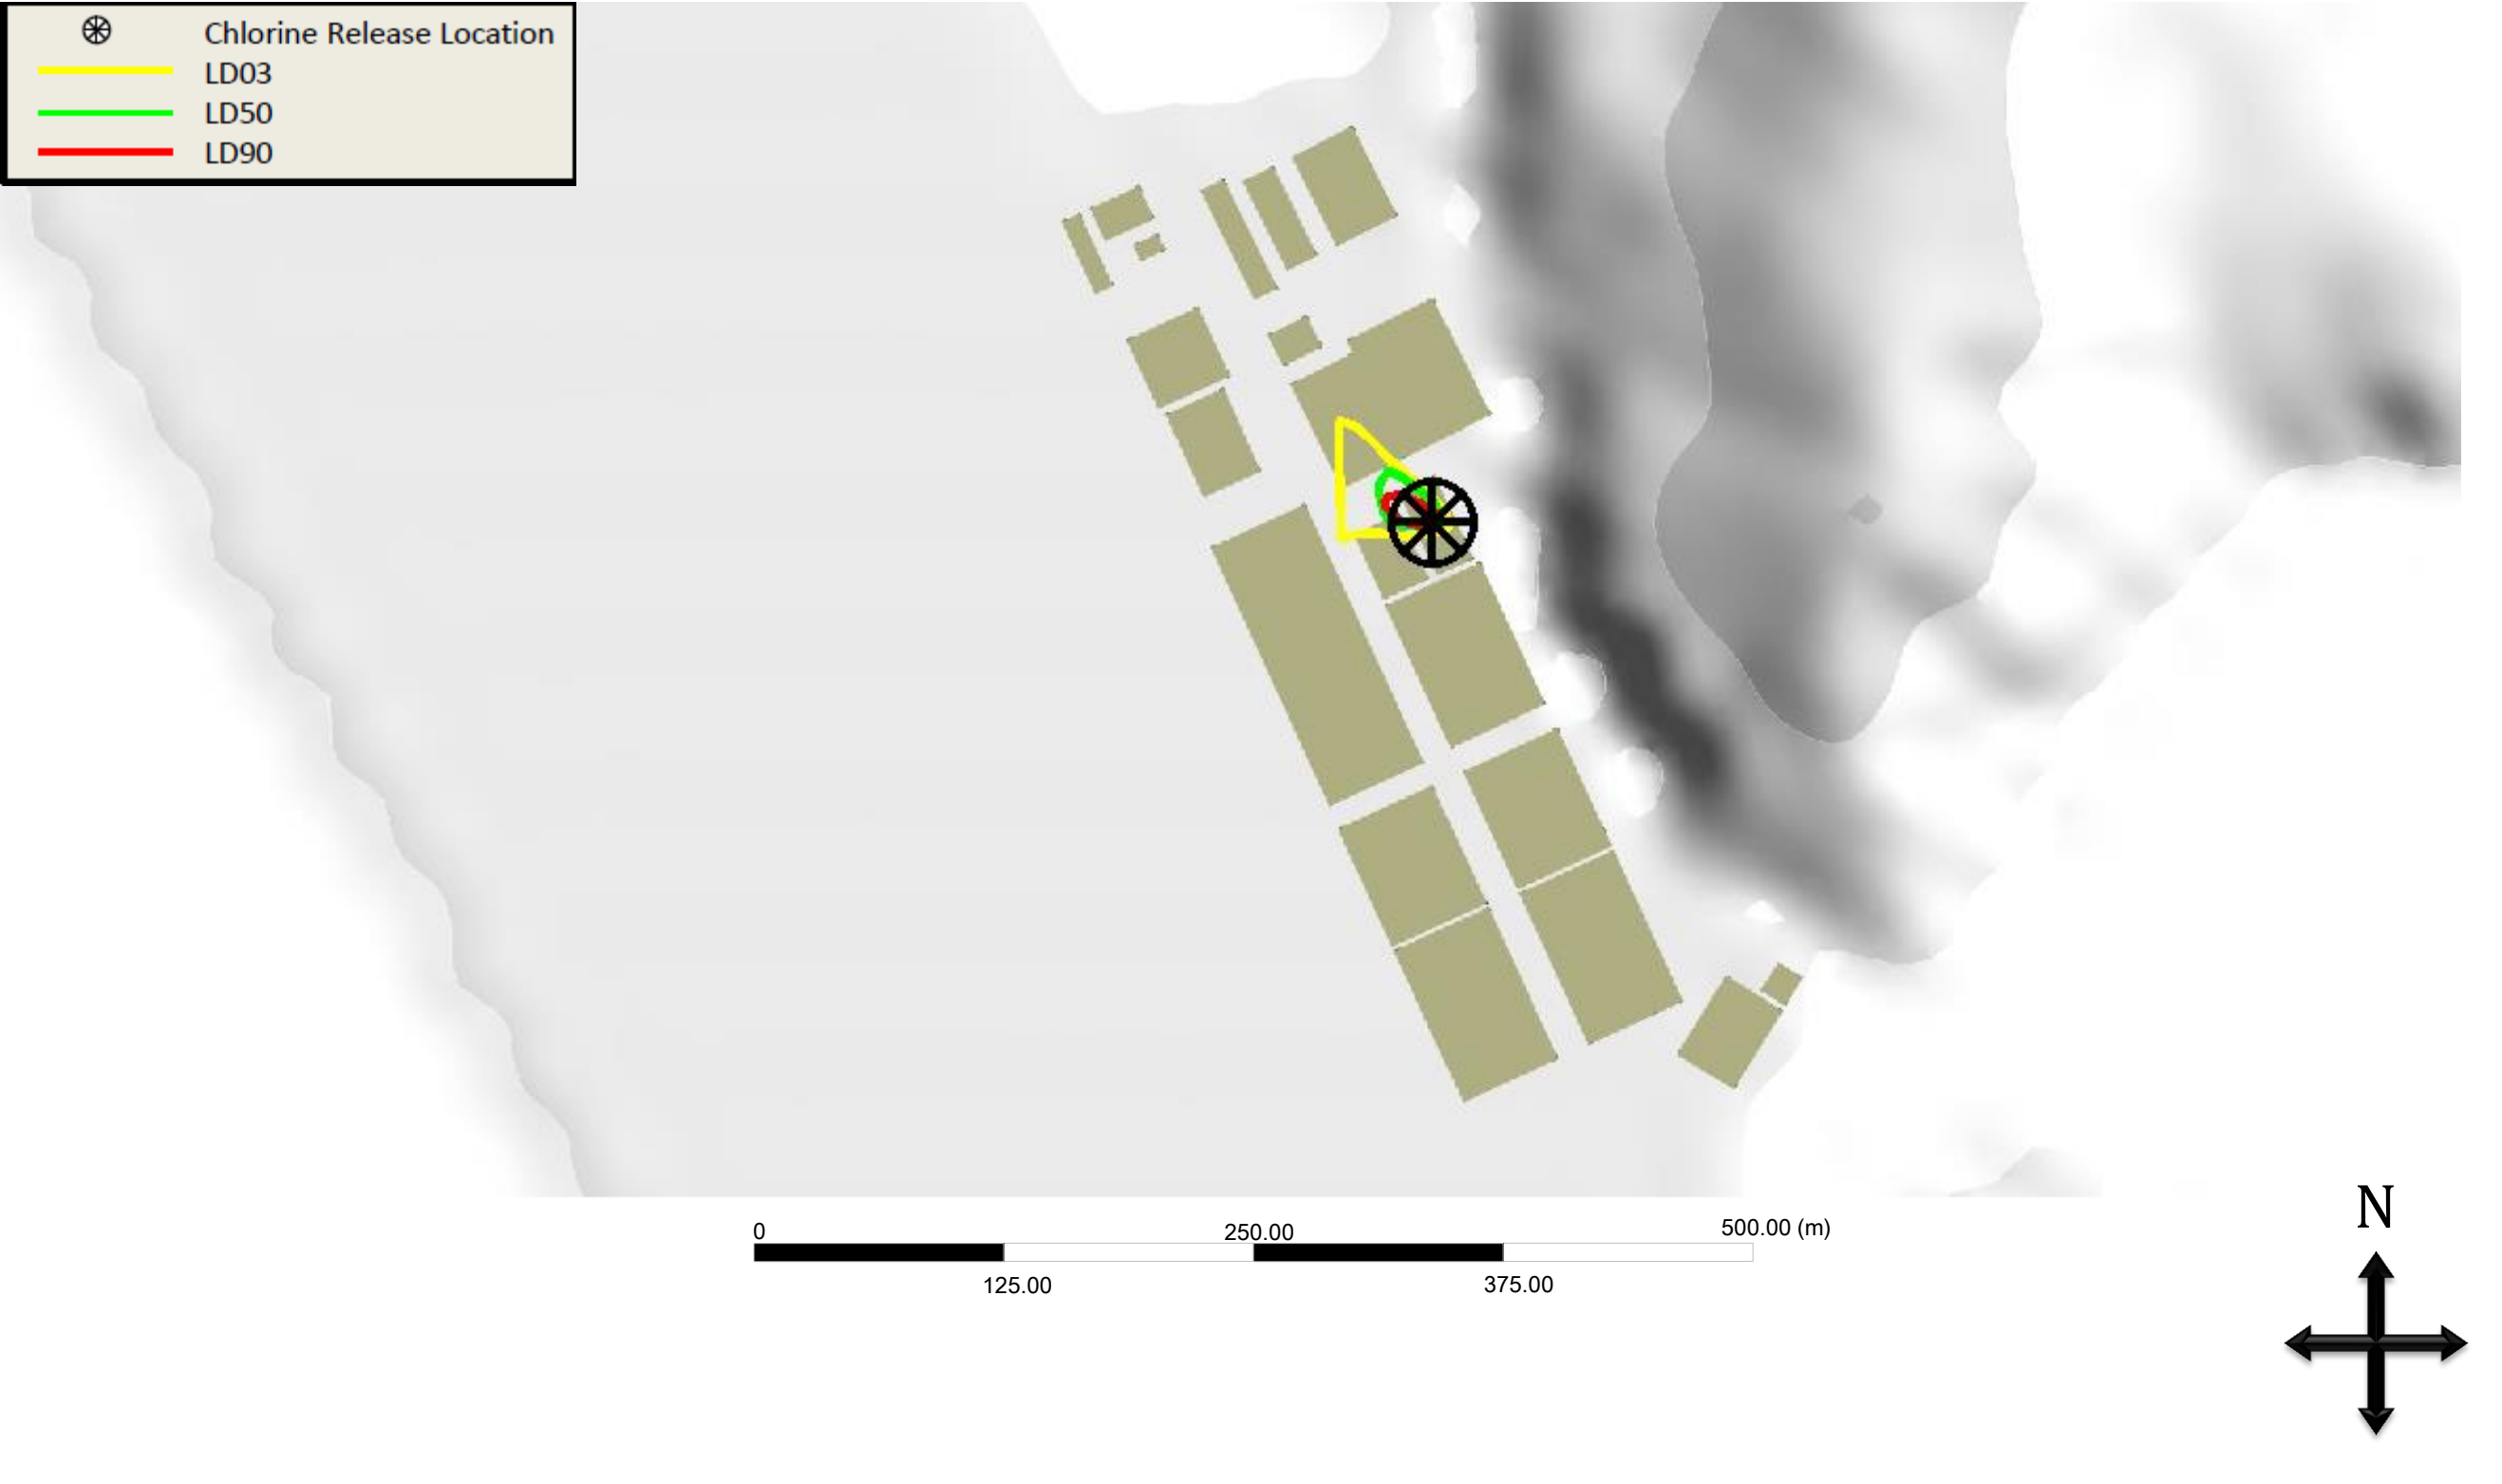 Chlorine Release Location
LD03
LD50
LD90
0
250.00
500.00 (m)
125.00
375.00
N